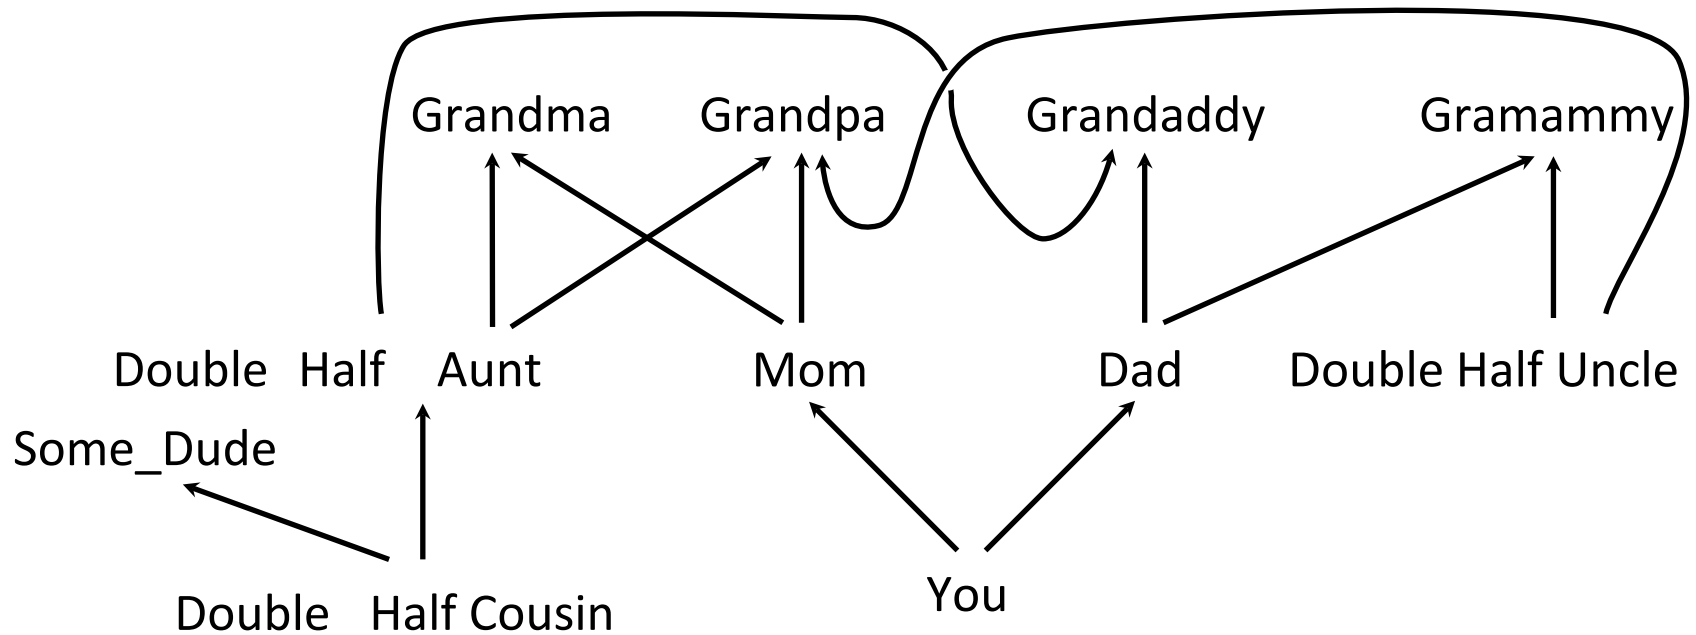 Grandma Grandpa Grandaddy Gramammy
Double Half Aunt Mom Dad Double Half Uncle
Some_Dude
Double Half Cousin You